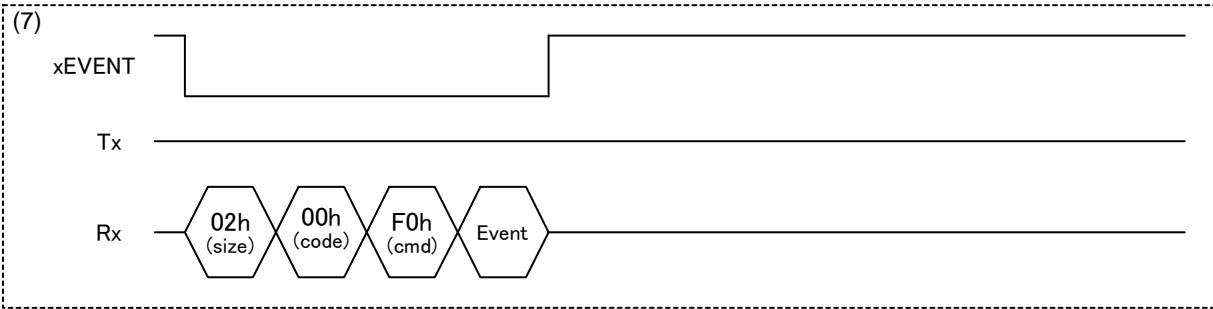 (7)
xEVENT
Tx
Rx
02h
(size)
00h
(code)
F0h
(cmd)
Event